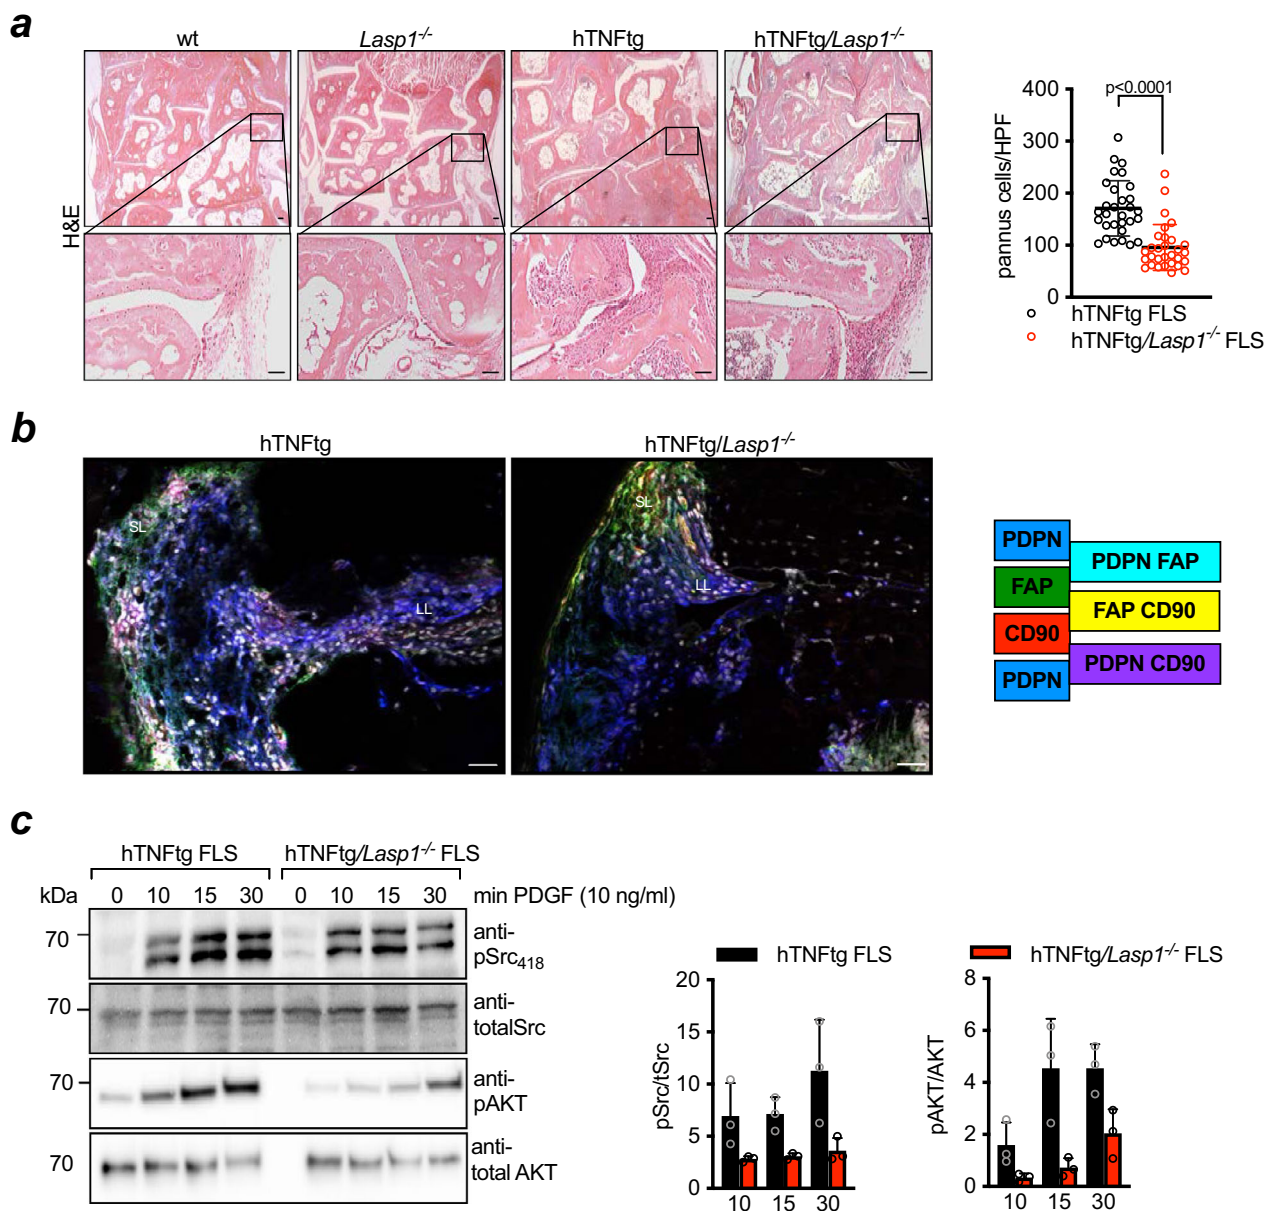 a
wt
Lasp1-/-
hTNFtg
hTNFtg/Lasp1-/-
H&E
pannus cells/HPF
400
300
200
100
0
p<0.0001
hTNFtg FLS
hTNFtg/Lasp1-/- FLS
b
hTNFtg
hTNFtg/Lasp1-/-
SL
LL
SL
LL
PDPN
PDPN FAP
FAP
FAP CD90
CD90
PDPN CD90
PDPN
c
hTNFtg FLS
hTNFtg/Lasp1-/- FLS
kDa 0 10 15 30 0 10 15 30 min PDGF (10 ng/ml)
70
anti-
pSrc418
70
anti-
totalSrc
70
anti-
pAKT
70
anti-
total AKT
hTNFtg FLS
hTNFtg/Lasp1-/- FLS
pSrc/tSrc
20
15
10
5
0
10 15 30
pAKT/AKT
8
6
4
2
0
10 15 30